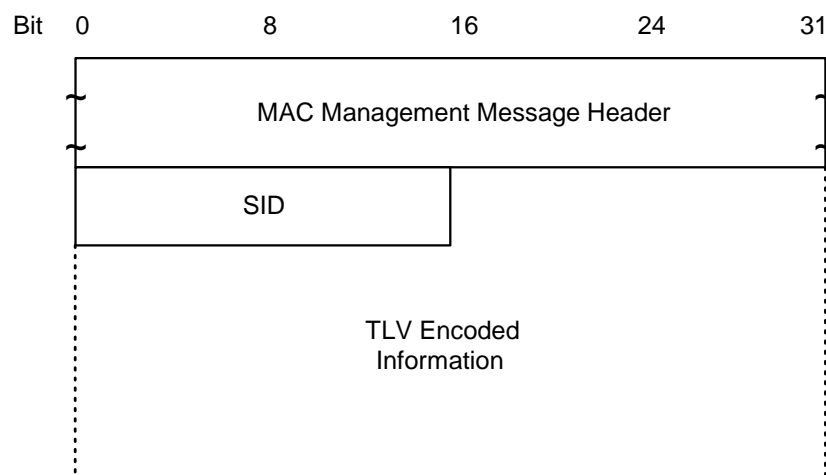 Bit 0 8 16 24 31
MAC Management Message Header
SID
TLV Encoded
Information